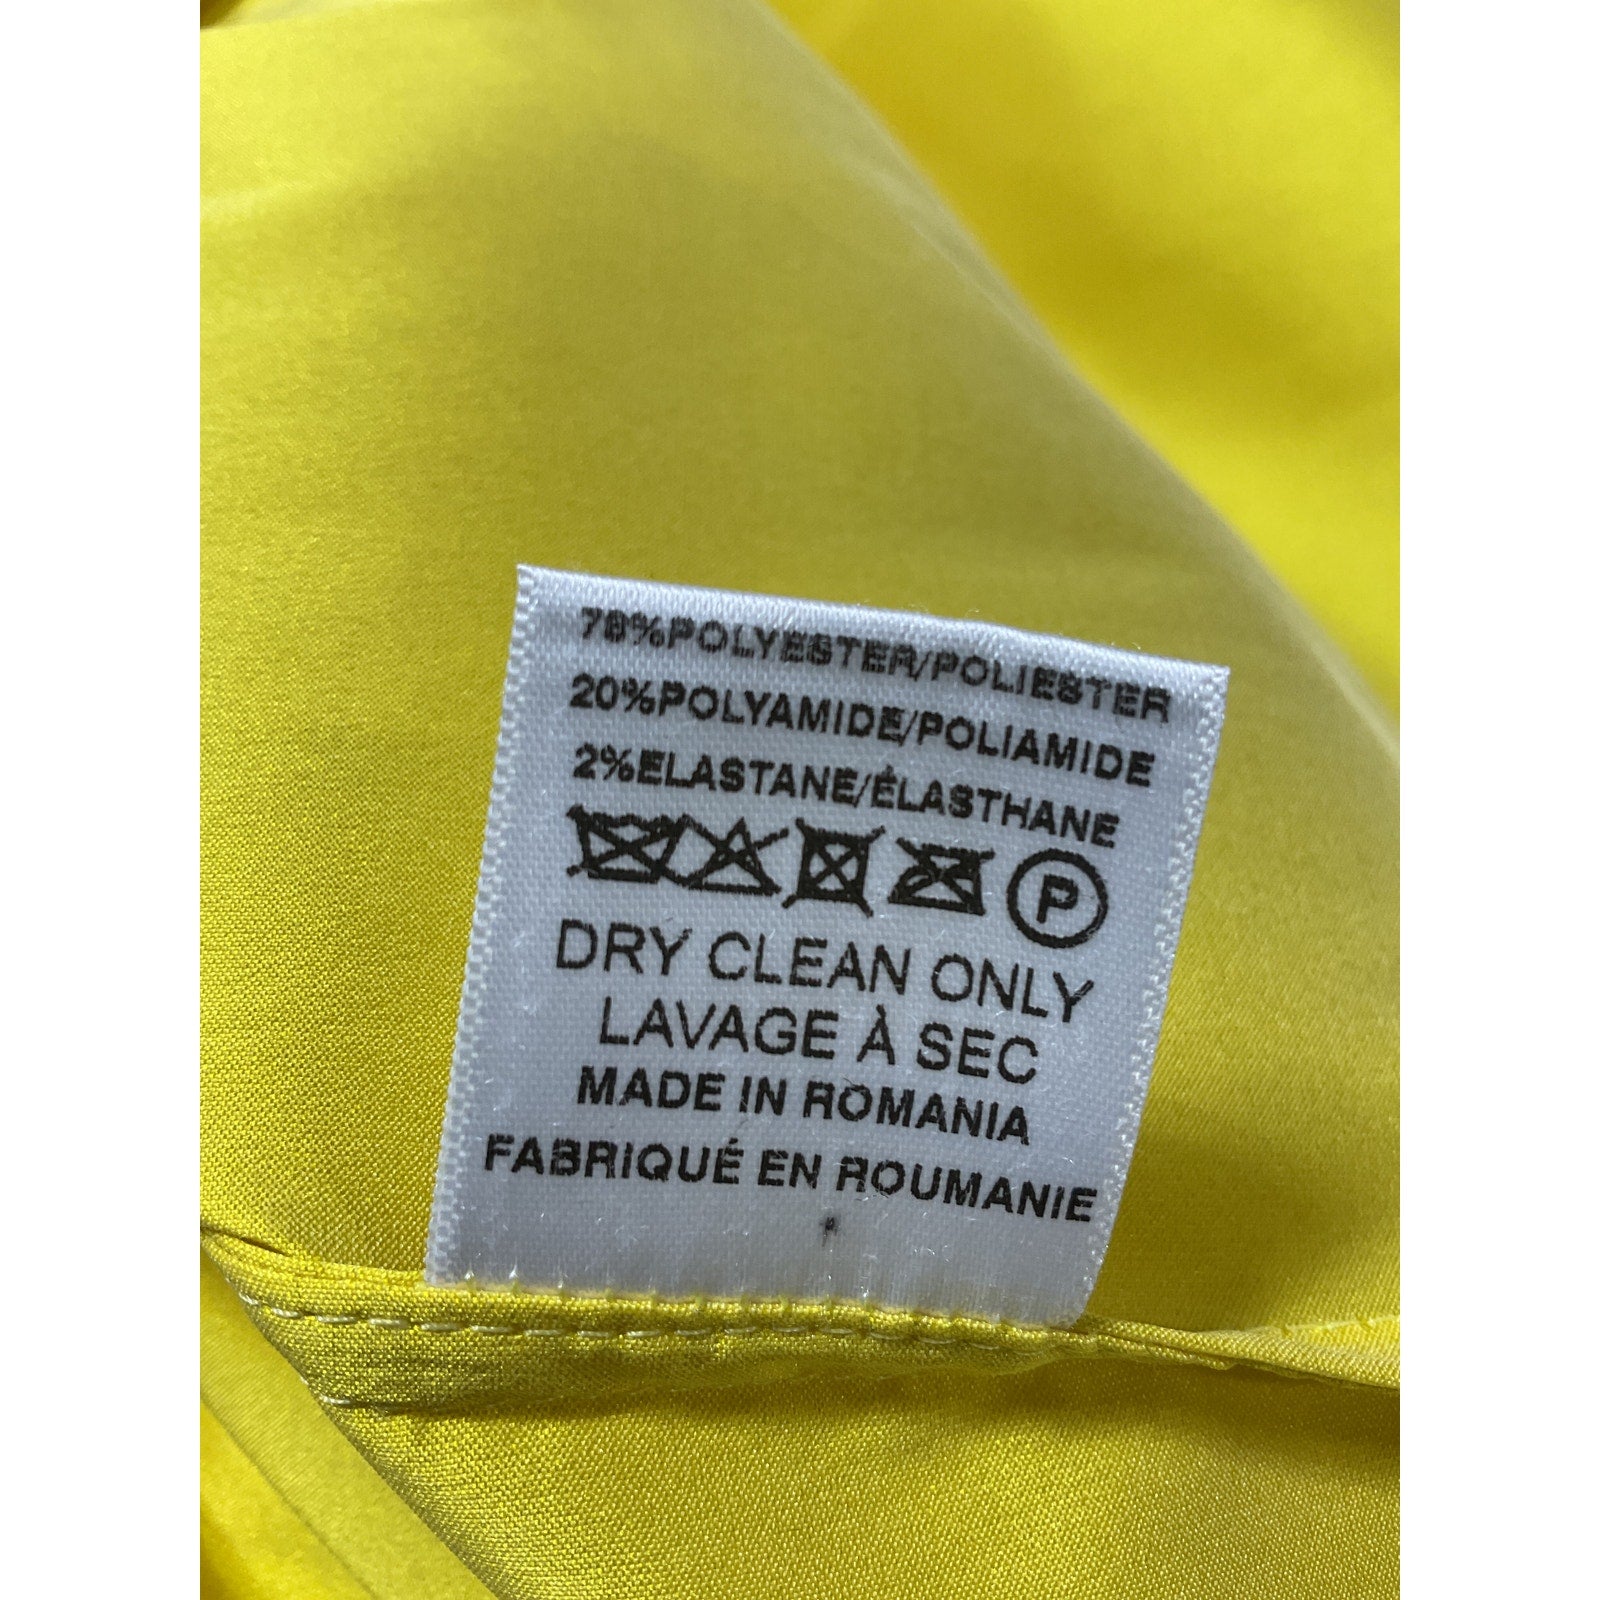 78%POLYESTER/POLIESTER
20%POLYAMIDE/POLIAMIDE
2%ELASTANE/ÉLASTHANE
P
DRY CLEAN ONLY
LAVAGE À SEC
MADE IN ROMANIA
FABRIQUÉ EN ROUMANIE